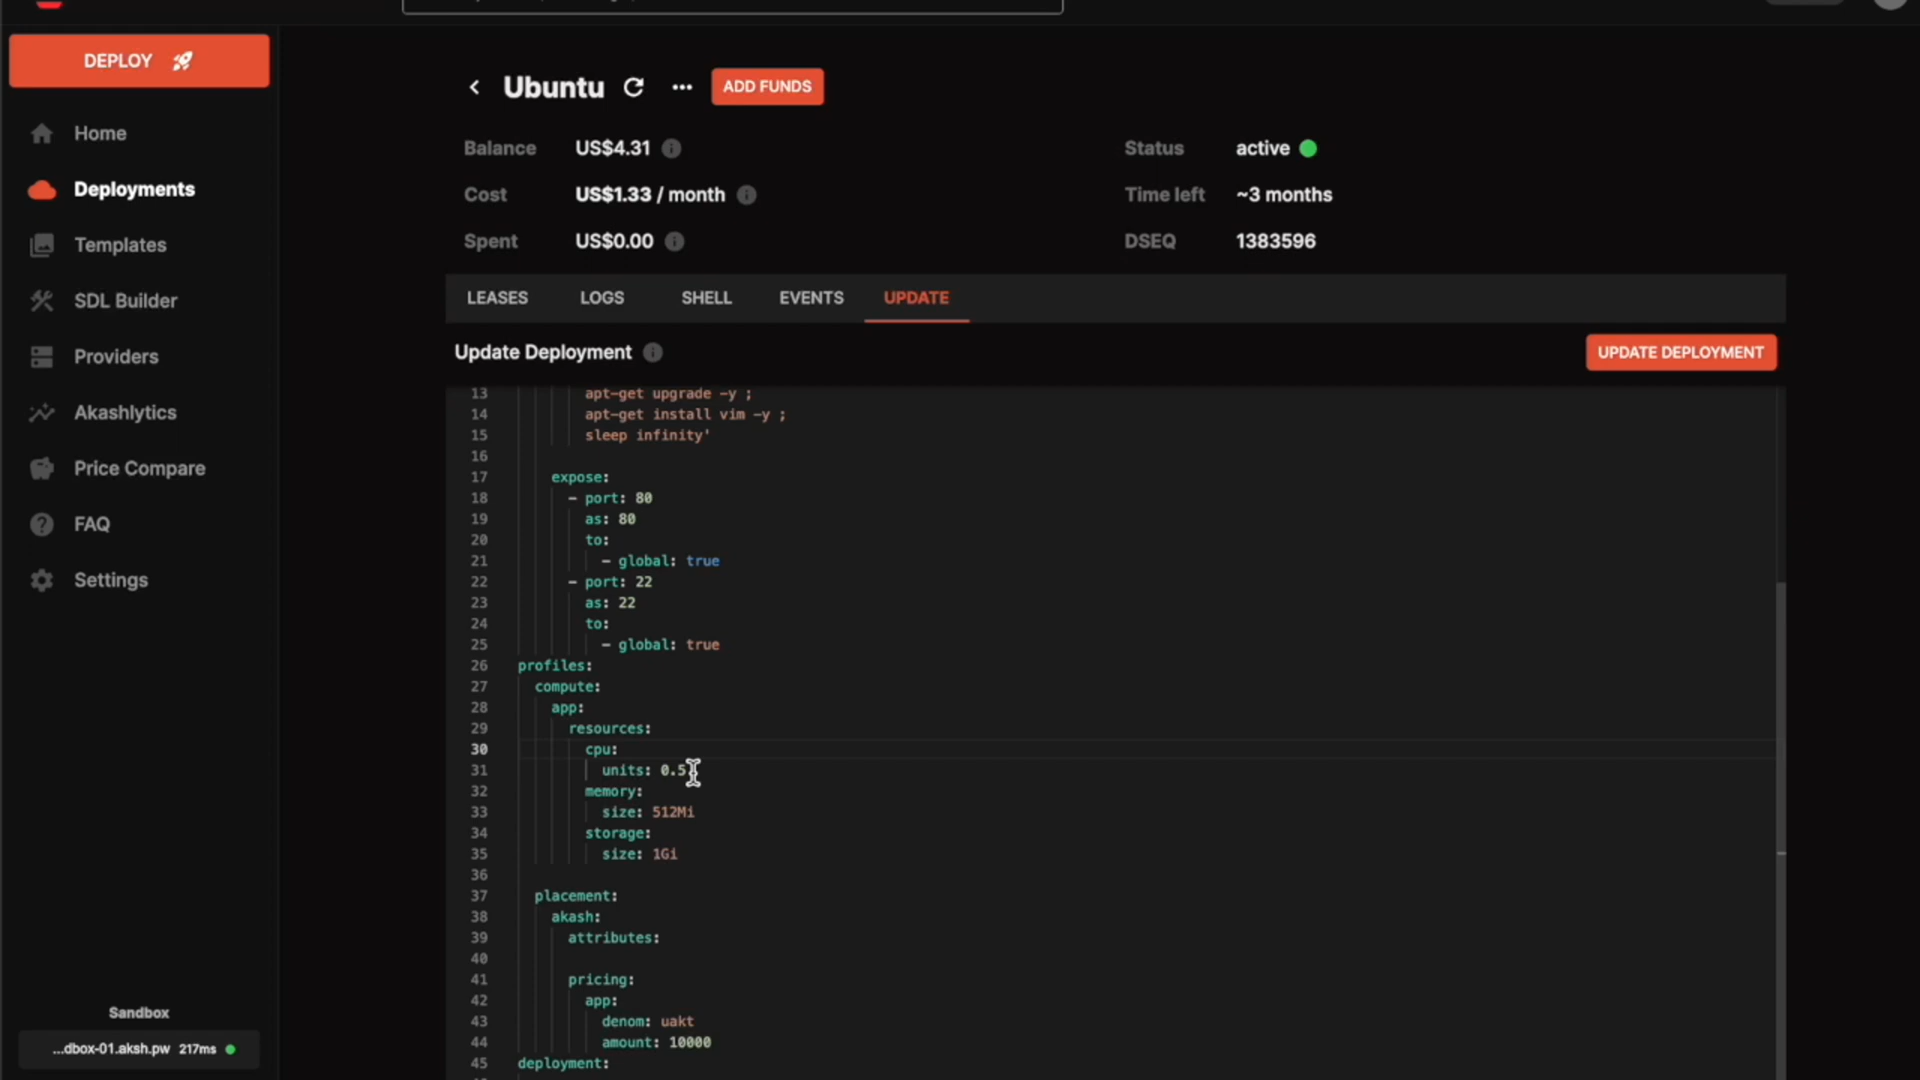 DEPLOY
Home
Deployments
Templates
SDL Builder
Providers
Akashlytics
Price Compare
FAQ
Settings
Sandbox
...dbox-01.aksh.pw 217ms
Ubuntu
ADD FUNDS
Balance US$4.31
Status active
Cost US$1.33 / month
Time left ~3 months
Spent US$0.00
DSEQ 1383596
LEASES LOGS SHELL EVENTS UPDATE
Update Deployment
UPDATE DEPLOYMENT
13 apt-get upgrade -y ;
14 apt-get install vim -y ;
15 sleep infinity'
16
17 expose:
18 - port: 80
19 as: 80
20 to:
21 - global: true
22 - port: 22
23 as: 22
24 to:
25 - global: true
26 profiles:
27 compute:
28 app:
29 resources:
30 cpu:
31 units: 0.5
32 memory:
33 size: 512Mi
34 storage:
35 size: 1Gi
36
37 placement:
38 akash:
39 attributes:
40
41 pricing:
42 app:
43 denom: uakt
44 amount: 10000
45 deployment: